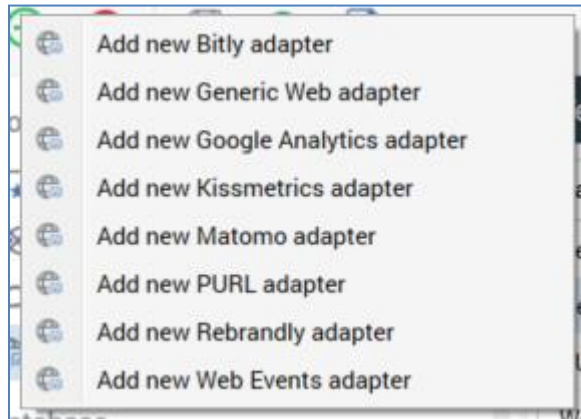 Add new Bitly adapter
Add new Generic Web adapter
Add new Google Analytics adapter
Add new Kissmetrics adapter
Add new Matomo adapter
Add new PURL adapter
Add new Rebrandly adapter
Add new Web Events adapter